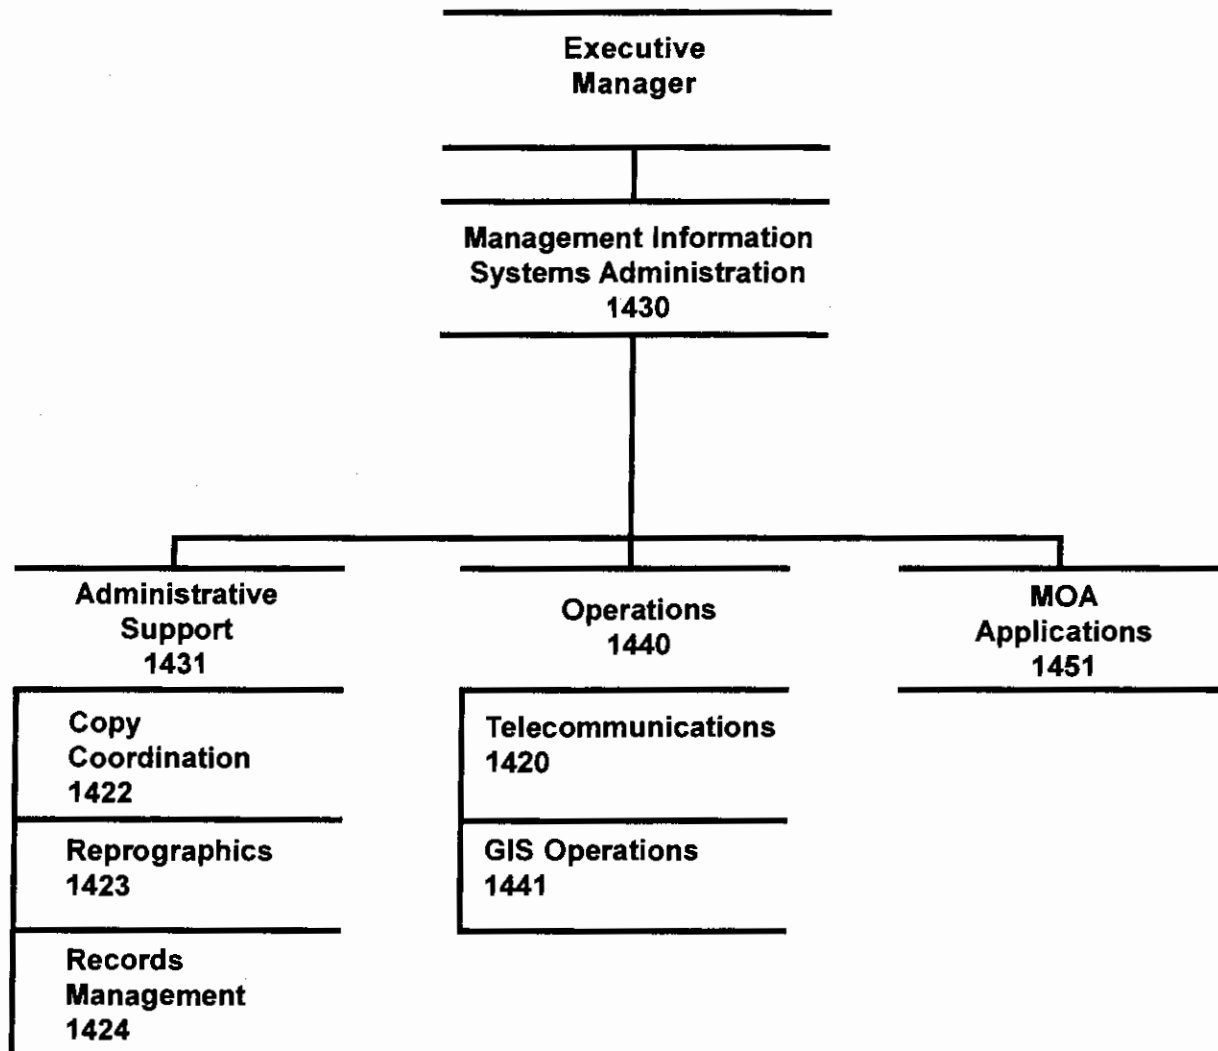 Executive
Manager
Management Information
Systems Administration
1430
Administrative
Support
1431
Copy
Coordination
1422
Reprographics
1423
Records
Management
1424
Operations
1440
Telecommunications
1420
GIS Operations
1441
MOA
Applications
1451